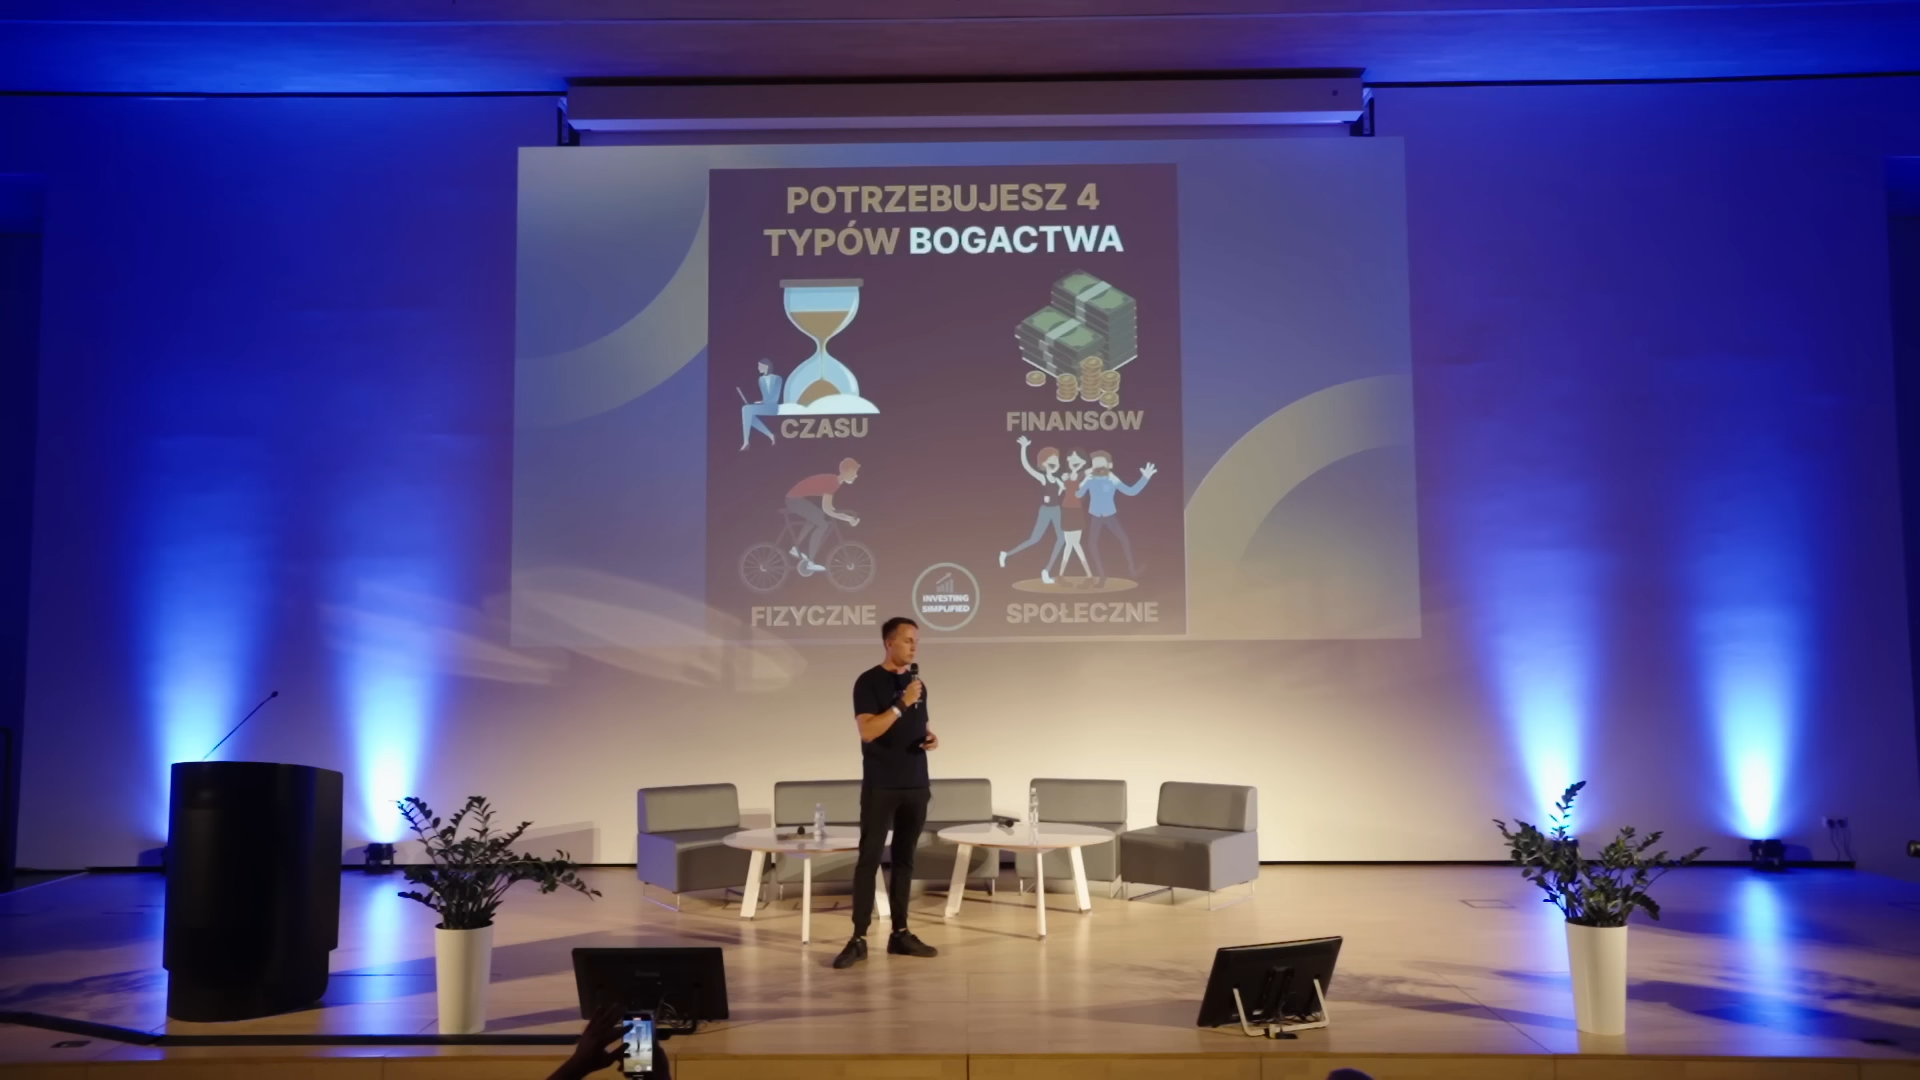 POTRZEBUJESZ 4
TYPÓW BOGACTWA
CZASU
FINANSÓW
FIZYCZNE
SPOŁECZNE
INVESTING
SIMPLIFIED